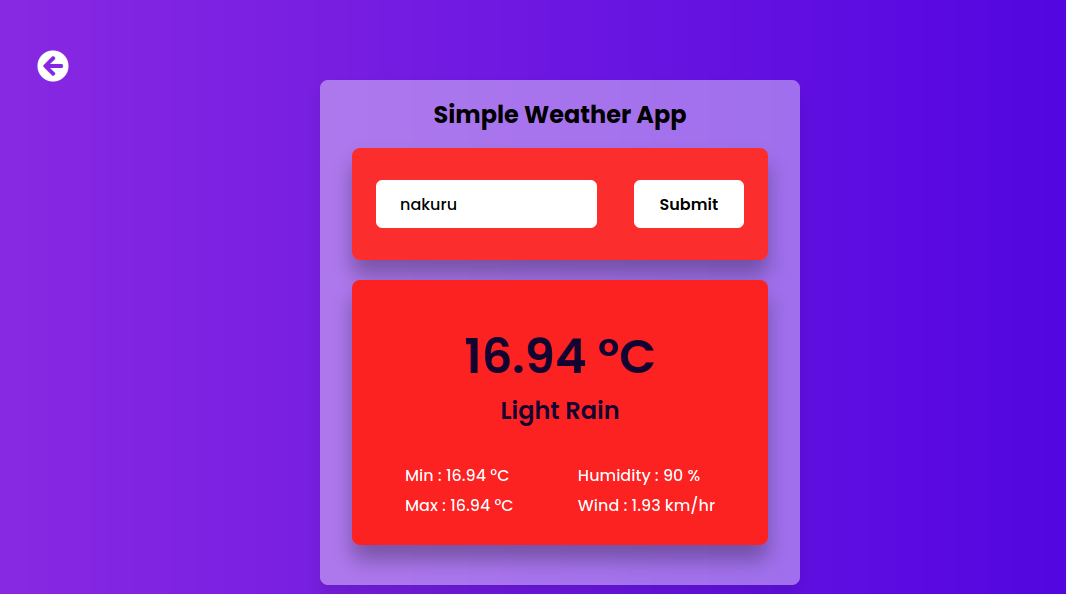 Simple Weather App
nakuru
Submit
16.94 °C
Light Rain
Min : 16.94 °C
Humidity : 90 %
Max : 16.94 °C
Wind : 1.93 km/hr